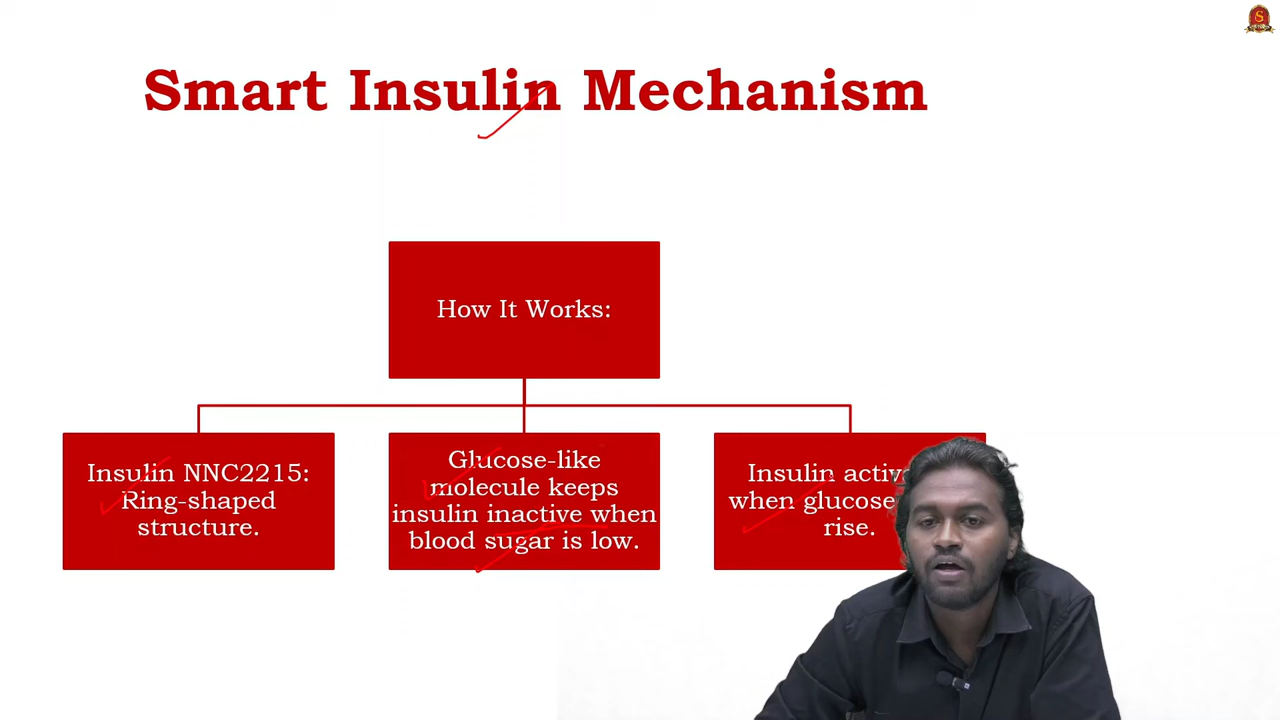 Smart Insulin Mechanism
How It Works:
Insulin NNC2215:
Ring-shaped
structure.
Glucose-like
molecule keeps
insulin inactive when
blood sugar is low.
Insulin
when glucose
rise.